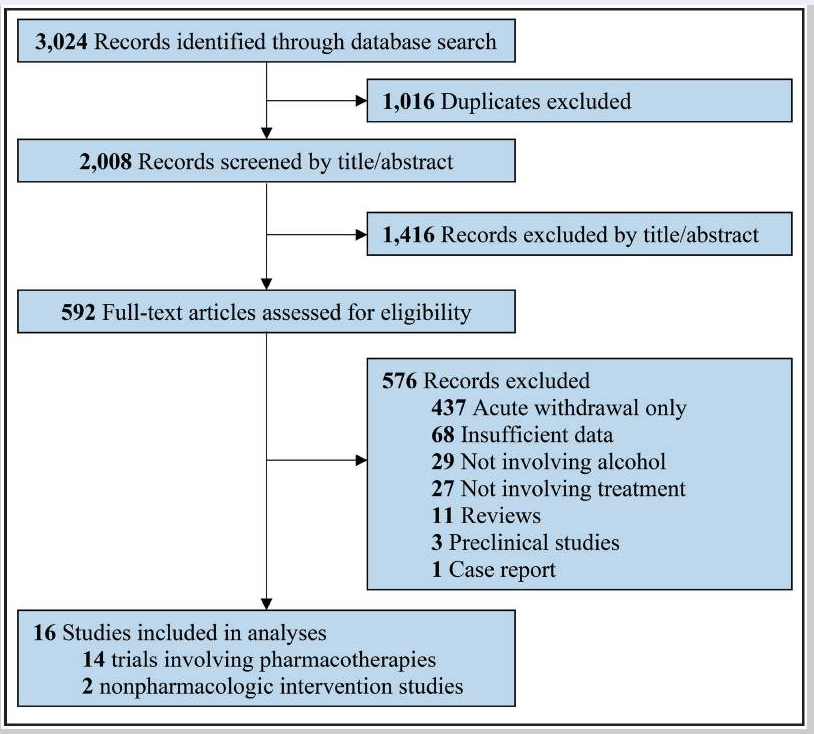 3,024 Records identified through database search
1,016 Duplicates excluded
2,008 Records screened by title/abstract
1,416 Records excluded by title/abstract
592 Full-text articles assessed for eligibility
576 Records excluded
437 Acute withdrawal only
68 Insufficient data
29 Not involving alcohol
27 Not involving treatment
11 Reviews
3 Preclinical studies
1 Case report
16 Studies included in analyses
14 trials involving pharmacotherapies
2 nonpharmacologic intervention studies